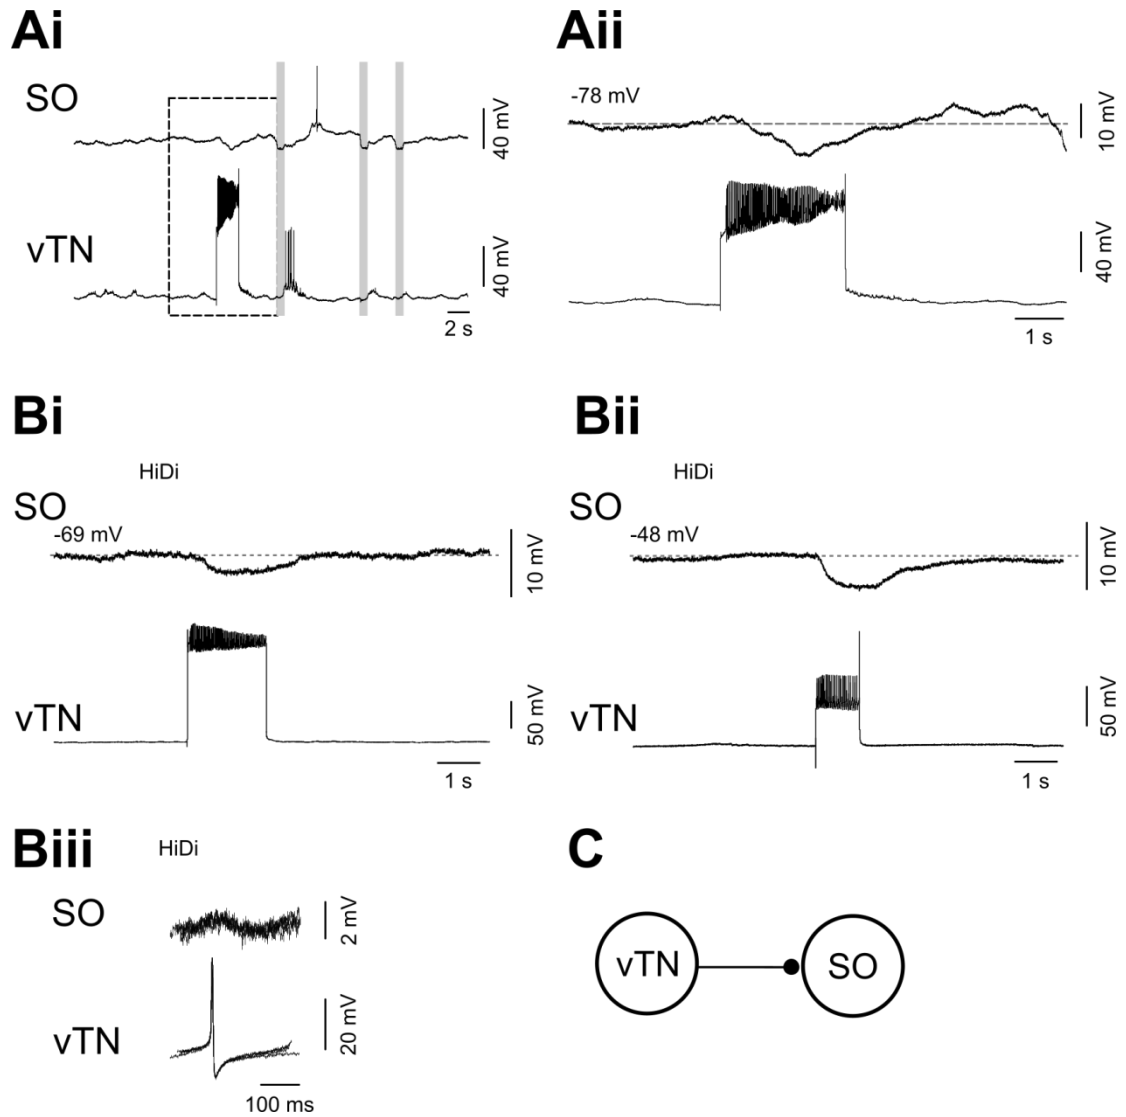 Ai
SO
40 mV
vTN
40 mV
2 s
Aii
-78 mV
10 mV
40 mV
1 s
Bi
HiDi
SO
-69 mV
10 mV
vTN
50 mV
1 s
Bii
HiDi
SO
-48 mV
10 mV
vTN
50 mV
1 s
Biii
HiDi
SO
2 mV
vTN
20 mV
100 ms
C
vTN
SO